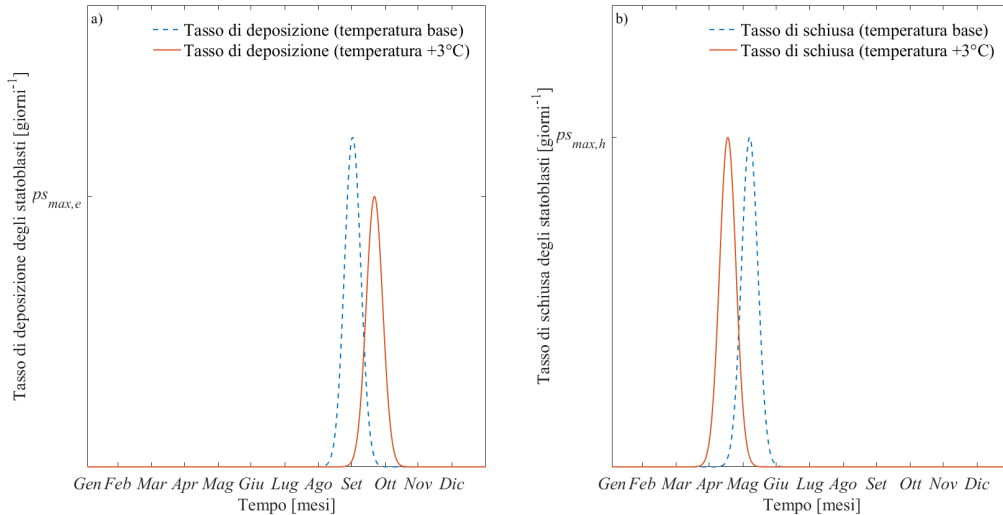 a)
Tasso di deposizione (temperatura base)
Tasso di deposizione (temperatura +3°C)
Tasso di deposizione degli statoblasti [giorni⁻¹]
ps_max,e
Gen Feb Mar Apr Mag Giu Lug Ago Set Ott Nov Dic
Tempo [mesi]
b)
Tasso di schiusa (temperatura base)
Tasso di schiusa (temperatura +3°C)
Tasso di schiusa degli statoblasti [giorni⁻¹]
ps_max,h
Gen Feb Mar Apr Mag Giu Lug Ago Set Ott Nov Dic
Tempo [mesi]